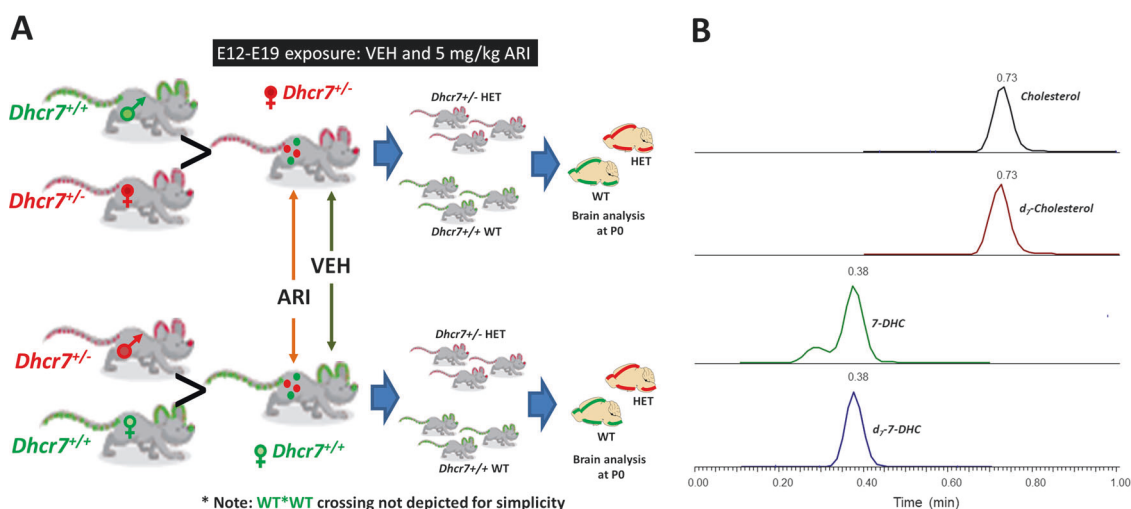 A
E12-E19 exposure: VEH and 5 mg/kg ARI
Dhcr7+/+
Dhcr7+/-
Dhcr7+/-
Dhcr7+/- HET
Dhcr7+/+ WT
HET
WT
Brain analysis
at P0
VEH
ARI
Dhcr7+/-
Dhcr7+/+
Dhcr7+/+
Dhcr7+/- HET
Dhcr7+/+ WT
HET
WT
Brain analysis
at P0
* Note: WT*WT crossing not depicted for simplicity
B
0.73
Cholesterol
0.73
d7-Cholesterol
0.38
7-DHC
0.38
d7-7-DHC
0.00 0.20 0.40 0.60 0.80 1.00
Time (min)